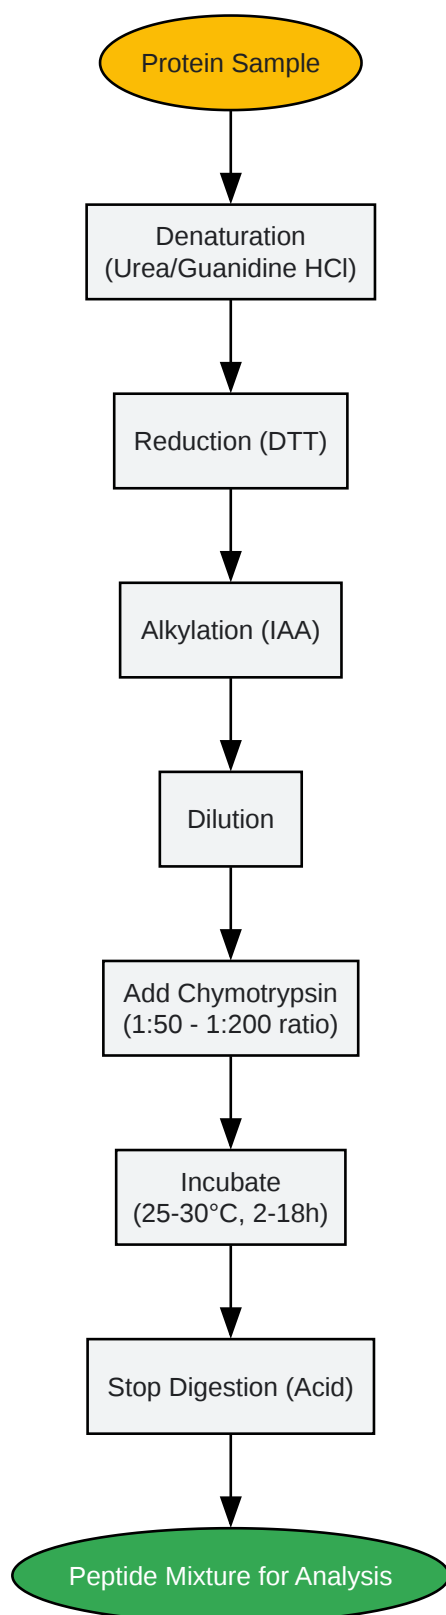 Protein Sample
Denaturation
(Urea/Guanidine HCl)
Reduction (DTT)
Alkylation (IAA)
Dilution
Add Chymotrypsin
(1:50 - 1:200 ratio)
Incubate
(25-30°C, 2-18h)
Stop Digestion (Acid)
Peptide Mixture for Analysis